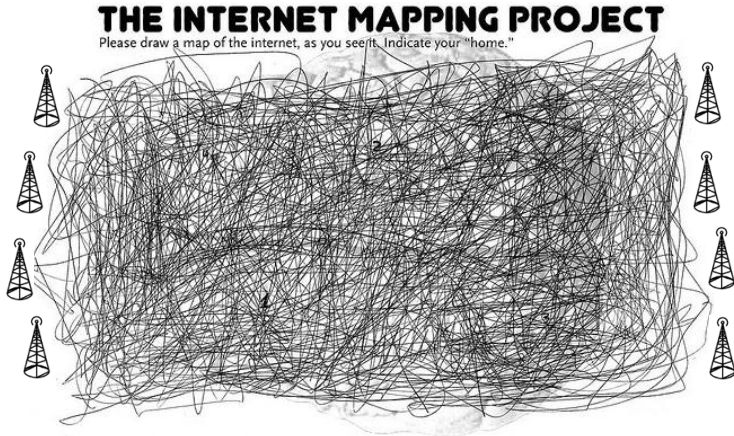 THE INTERNET MAPPING PROJECT
Please draw a map of the internet, as you see it. Indicate your "home."